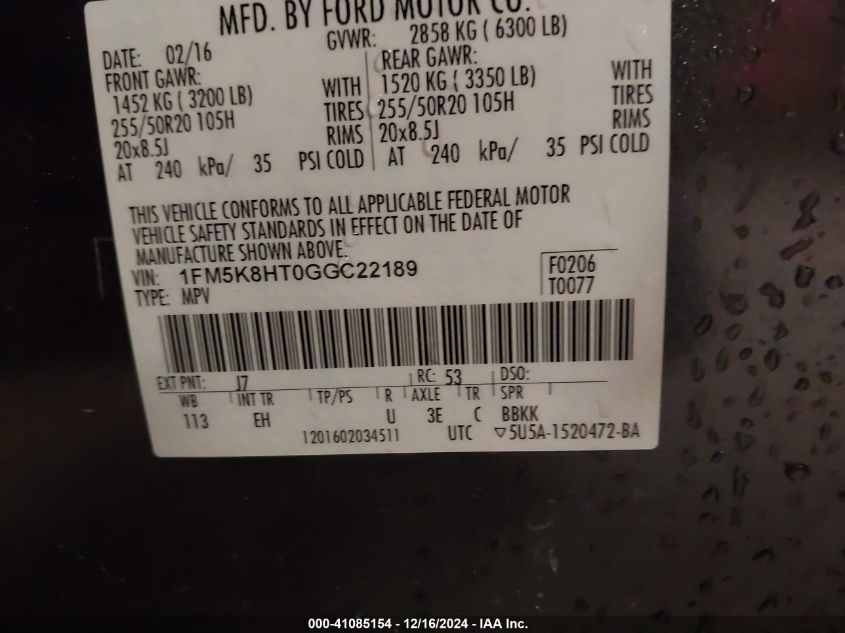 MFD. BY FORD MOTOR CO.
DATE: 02/16 GVWR: 2858 KG ( 6300 LB)
FRONT GAWR: REAR GAWR:
1452 KG ( 3200 LB) WITH 1520 KG ( 3350 LB) WITH
255/50R20 105H TIRES 255/50R20 105H TIRES
20x8.5J RIMS 20x8.5J RIMS
AT 240 kPa/ 35 PSI COLD AT 240 kPa/ 35 PSI COLD
THIS VEHICLE CONFORMS TO ALL APPLICABLE FEDERAL MOTOR
VEHICLE SAFETY STANDARDS IN EFFECT ON THE DATE OF
MANUFACTURE SHOWN ABOVE.
VIN: 1FM5K8HT0GGC22189 F0206
TYPE: MPV T0077
EXT PNT: J7 RC: 53 DSO:
WB INT TR TP/PS R AXLE TR SPR
113 EH U 3E C BBKK
1201602034511 UTC ▽5U5A-1520472-BA
000-41085154 - 12/16/2024 - IAA Inc.